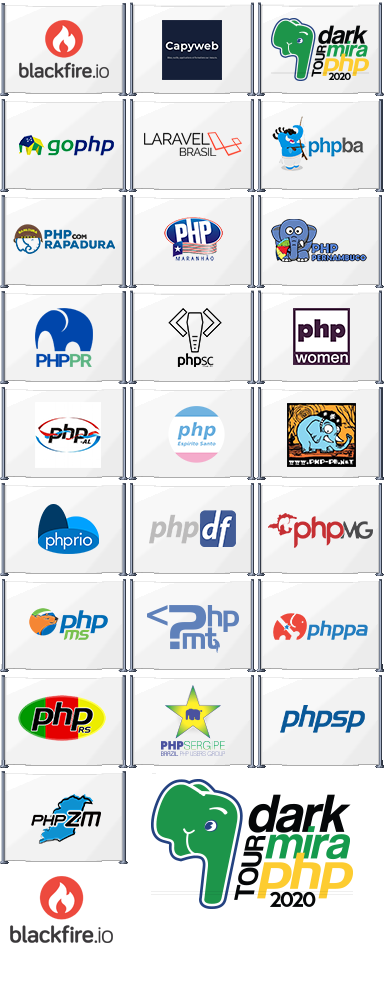 blackfire.io
Capyweb
TOUR
dark
mira
php
2020
gophp
LARAVEL
BRASIL
phpba
PHP COM
RAPADURA
PHP
MARANHÃO
PHP
PERNAMBUCO
PHPPR
phpsc
php
women
php
.AL
php
Espírito Santo
WWW.PHP-PB.NET
phprio
phpdf
php.MG
php
ms
<?php
mt
phppa
php
RS
PHPSERGIPE
BRAZIL PHP USERS GROUP
phpsp
PHPZM
blackfire.io
TOUR
dark
mira
php
2020